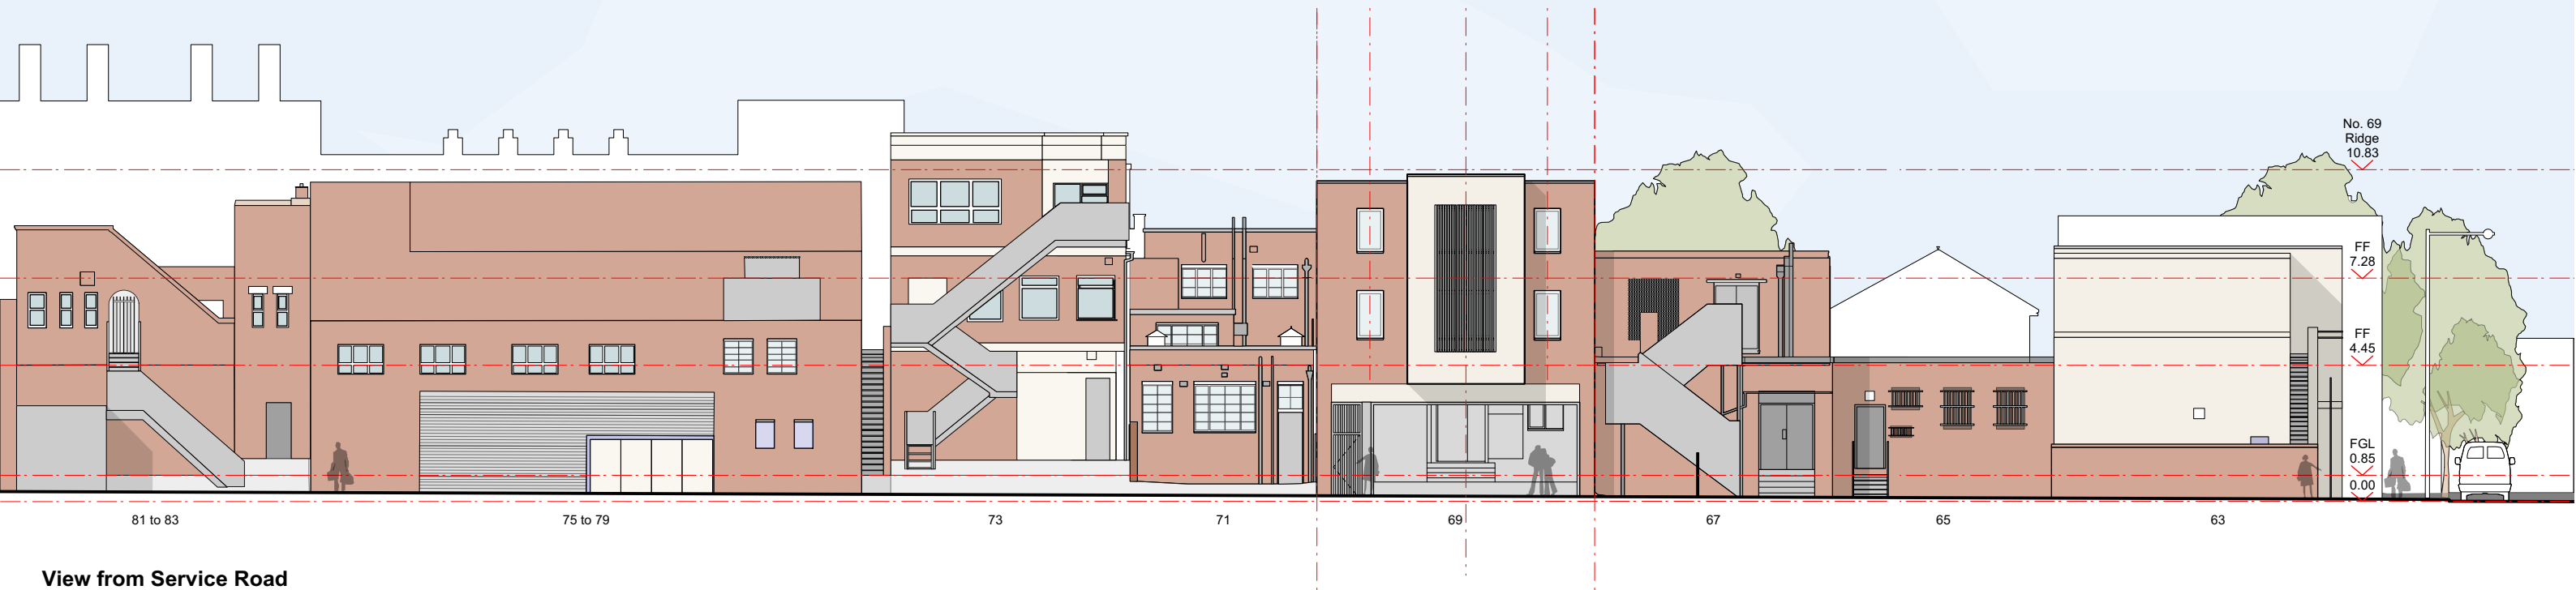 No. 69
Ridge
10.83
FF
7.28
FF
4.45
FGL
0.85
0.00
81 to 83
75 to 79
73
71
69
67
65
63
View from Service Road